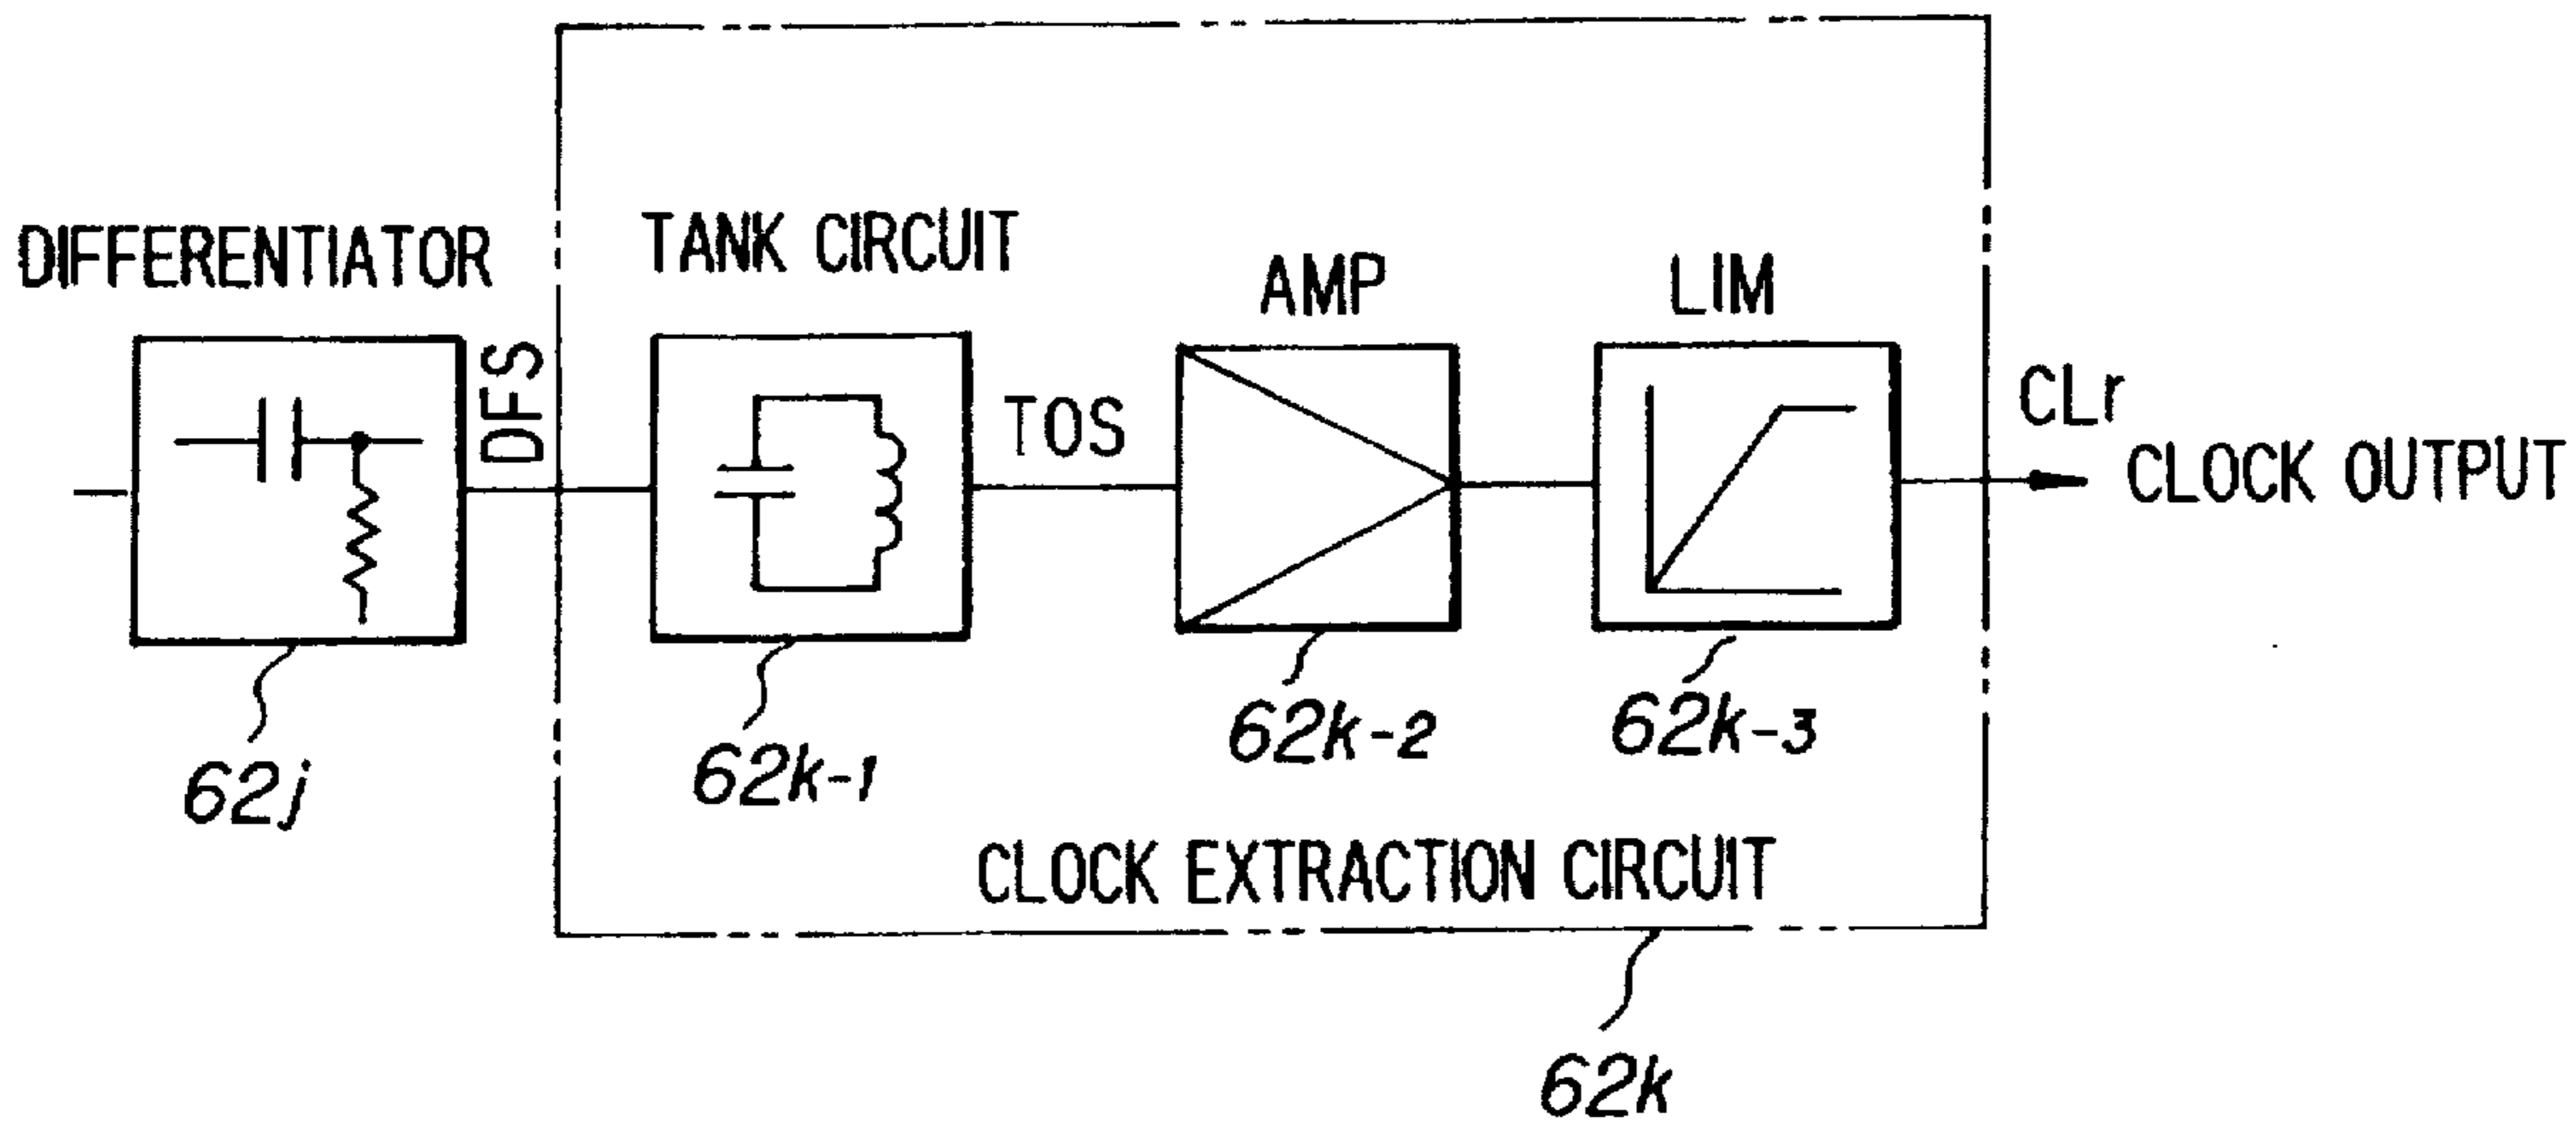 DIFFERENTIATOR
TANK CIRCUIT
AMP
LIM
DFS
TOS
CLr
CLOCK OUTPUT
62j
62k-1
62k-2
62k-3
CLOCK EXTRACTION CIRCUIT
62k